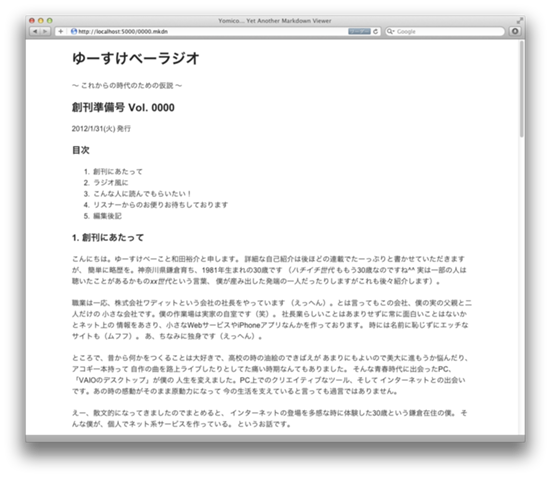 Yomico... Yet Another Markdown Viewer
http://localhost:5000/0000.mkdn
Google
ゆーすけべーラジオ
〜 これからの時代のための仮説 〜
創刊準備号 Vol. 0000
2012/1/31(火) 発行
目次
1. 創刊にあたって
2. ラジオ風に
3. こんな人に読んでもらいたい！
4. リスナーからのお便りお待ちしております
5. 編集後記
1. 創刊にあたって
こんにちは。ゆーすけべーこと和田裕介と申します。 詳細な自己紹介は後ほどの連載でたーっぷりと書かせていただきます
が、 簡単に略歴を。神奈川県鎌倉育ち、1981年生まれの30歳です （ハチイチ世代 ももう30歳なのですね^^ 実は一部の人は
聴いたことがあるかものxx世代という言葉、 僕が産み出した発端の一人だったりしますがこれも後々紹介します）。
職業は一応、株式会社ワディットという会社の社長をやっています （えっへん）。とは言ってもこの会社、僕の実の父親と二
人だけの 小さな会社です。僕の作業場は実家の自室です（笑）。 社長業らしいことはあまりせずに常に面白いことはないか
とネット上の 情報をあさり、小さなWebサービスやiPhoneアプリなんかを作っております。 時には名前に恥じずにエッチな
サイトも（ムフフ）。 あ、ちなみに独身です（えっへん）。
ところで、昔から何かをつくることは大好きで、高校の時の油絵のできばえが あまりにもよいので美大に進もうか悩んだり、
アコギ一本持って 自作の曲を路上ライブしたりとしてた痛い時期なんてもありました。 そんな青春時代に出会ったPC、
「VAIOのデスクトップ」が僕の 人生を変えました。PC上でのクリエイティブなツール、そして インターネットとの出会い
です。あの時の感動がそのまま原動力になって 今の生活を支えていると言っても過言ではありません。
えー、散文的になってきましたのでまとめると、 インターネットの登場を多感な時に体験した30歳という鎌倉在住の僕。 そ
んな僕が、個人でネット系サービスを作っている。 というお話です。